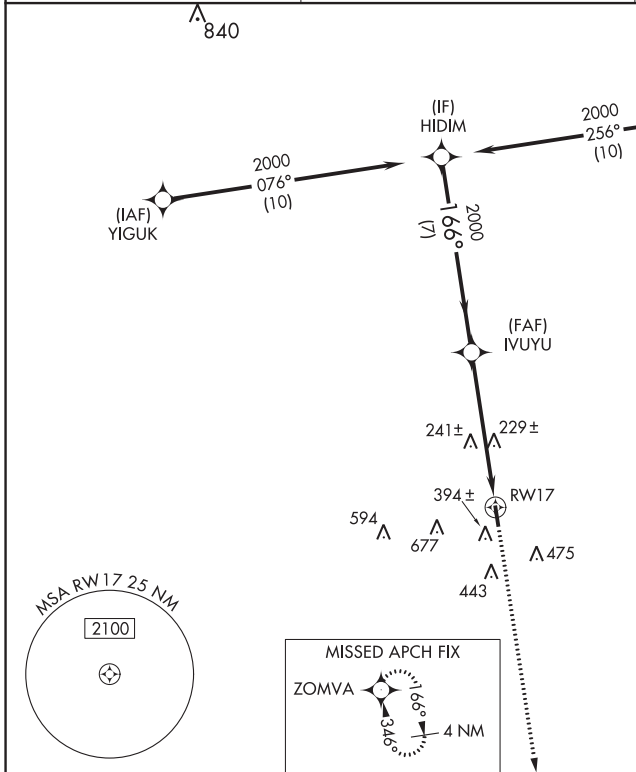 840
(IF)
HIDIM
2000
256°
(10)
2000
076°
(10)
(IAF)
YIGUK
2000
166°
(7)
(FAF)
IVUYU
241±
229±
394±
RW17
594
677
475
443
MSA RW17 25 NM
2100
MISSED APCH FIX
ZOMVA
166°
346°
4 NM